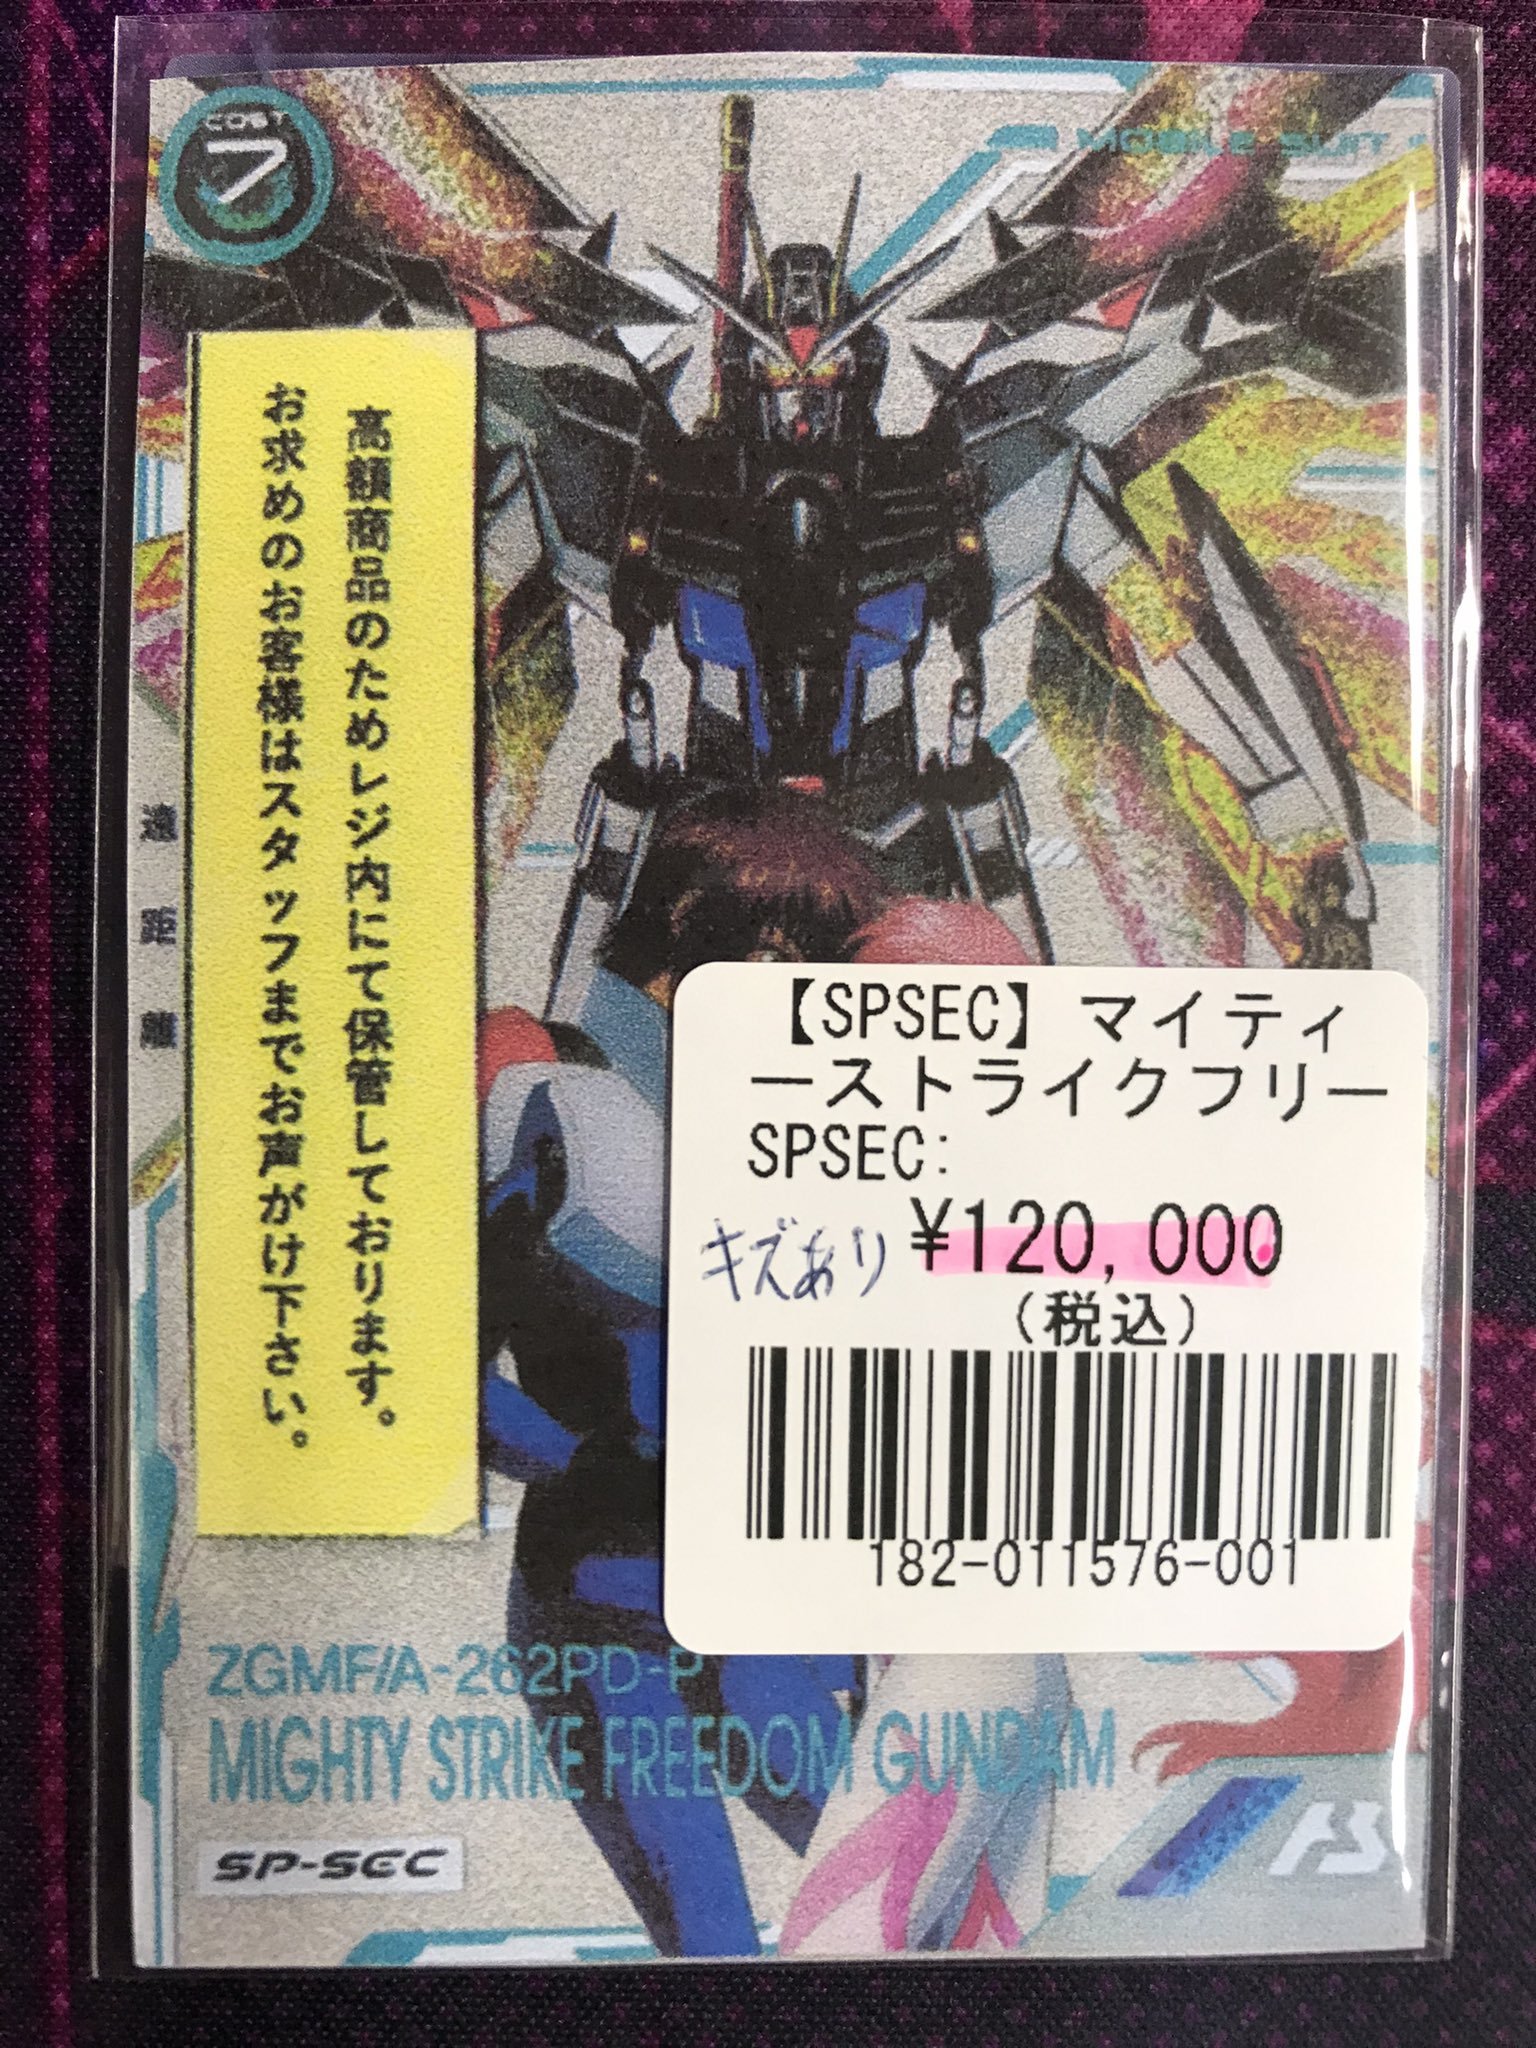 COST
7
MOBILE SUIT
高額商品のためレジ内にて保管しております。
お求めのお客様はスタッフまでお声がけ下さい。
遠距離
【SPSEC】マイティ
ーストライクフリー
SPSEC:
キズあり
¥120,000
(税込)
182-011576-001
ZGMF/A-262PD-P
MIGHTY STRIKE FREEDOM GUNDAM
SP-SEC